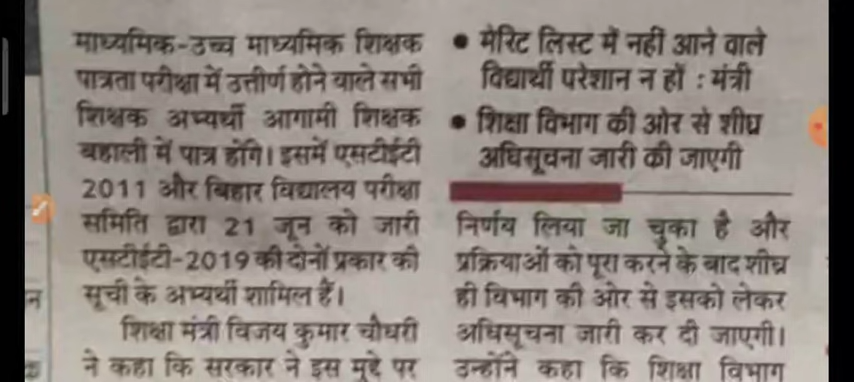 माध्यमिक-उच्च माध्यमिक शिक्षक
पात्रता परीक्षा में उत्तीर्ण होने वाले सभी
शिक्षक अभ्यर्थी आगामी शिक्षक
बहाली में पात्र होंगे। इसमें एसटीईटी
2011 और बिहार विद्यालय परीक्षा
समिति द्वारा 21 जून को जारी
एसटीईटी-2019 की दोनों प्रकार की
सूची के अभ्यर्थी शामिल हैं।
शिक्षा मंत्री विजय कुमार चौधरी
ने कहा कि सरकार ने इस मुद्दे पर
• मेरिट लिस्ट में नहीं आने वाले
विद्यार्थी परेशान न हों : मंत्री
• शिक्षा विभाग की ओर से शीघ्र
अधिसूचना जारी की जाएगी
निर्णय लिया जा चुका है और
प्रक्रियाओं को पूरा करने के बाद शीघ्र
ही विभाग की ओर से इसको लेकर
अधिसूचना जारी कर दी जाएगी।
उन्होंने कहा कि शिक्षा विभाग